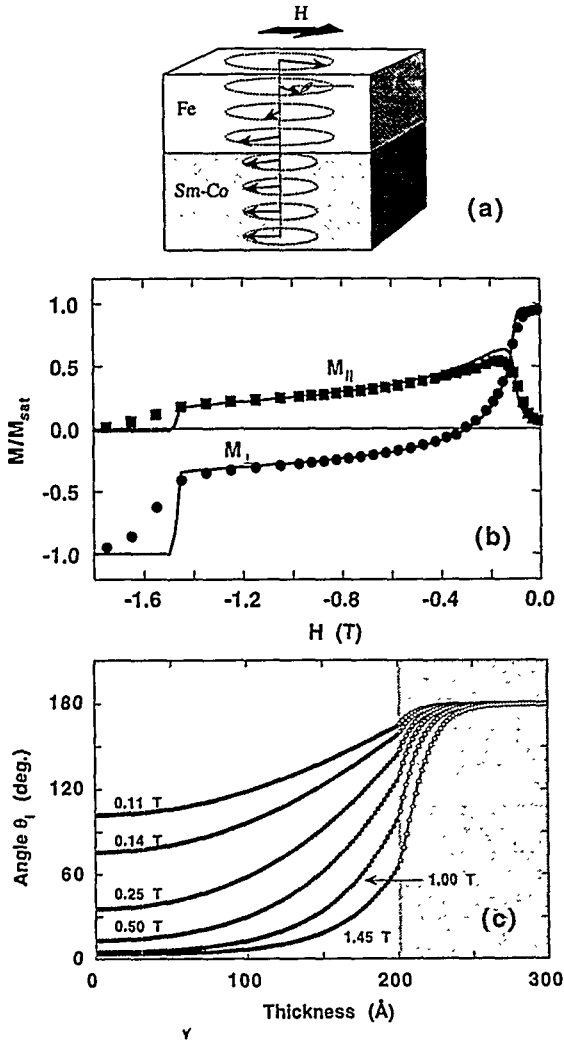 H
Fe
Sm-Co
(a)
1.0
0.5
0.0
-0.5
-1.0
M/Msat
M||
M⊥
(b)
-1.6
-1.2
-0.8
-0.4
0.0
H (T)
180
120
60
0
Angle θi (deg.)
0.11 T
0.14 T
0.25 T
0.50 T
1.00 T
1.45 T
(c)
0
100
200
300
Thickness (Å)